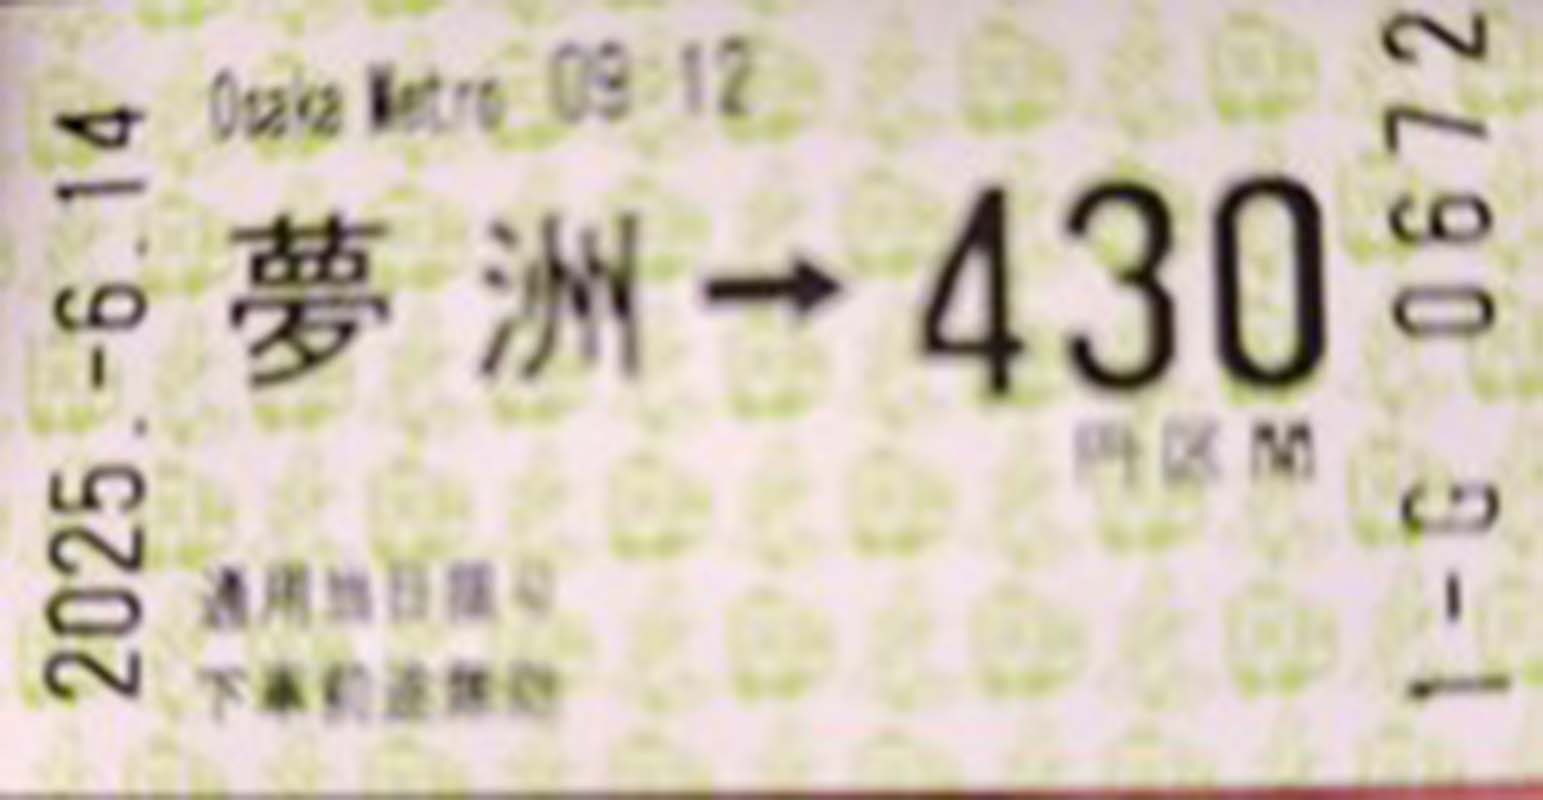 2025.-6.14
Osaka Metro 09 12
夢洲→430
円区間
通用当日限り
下車前途無効
1-G 0672